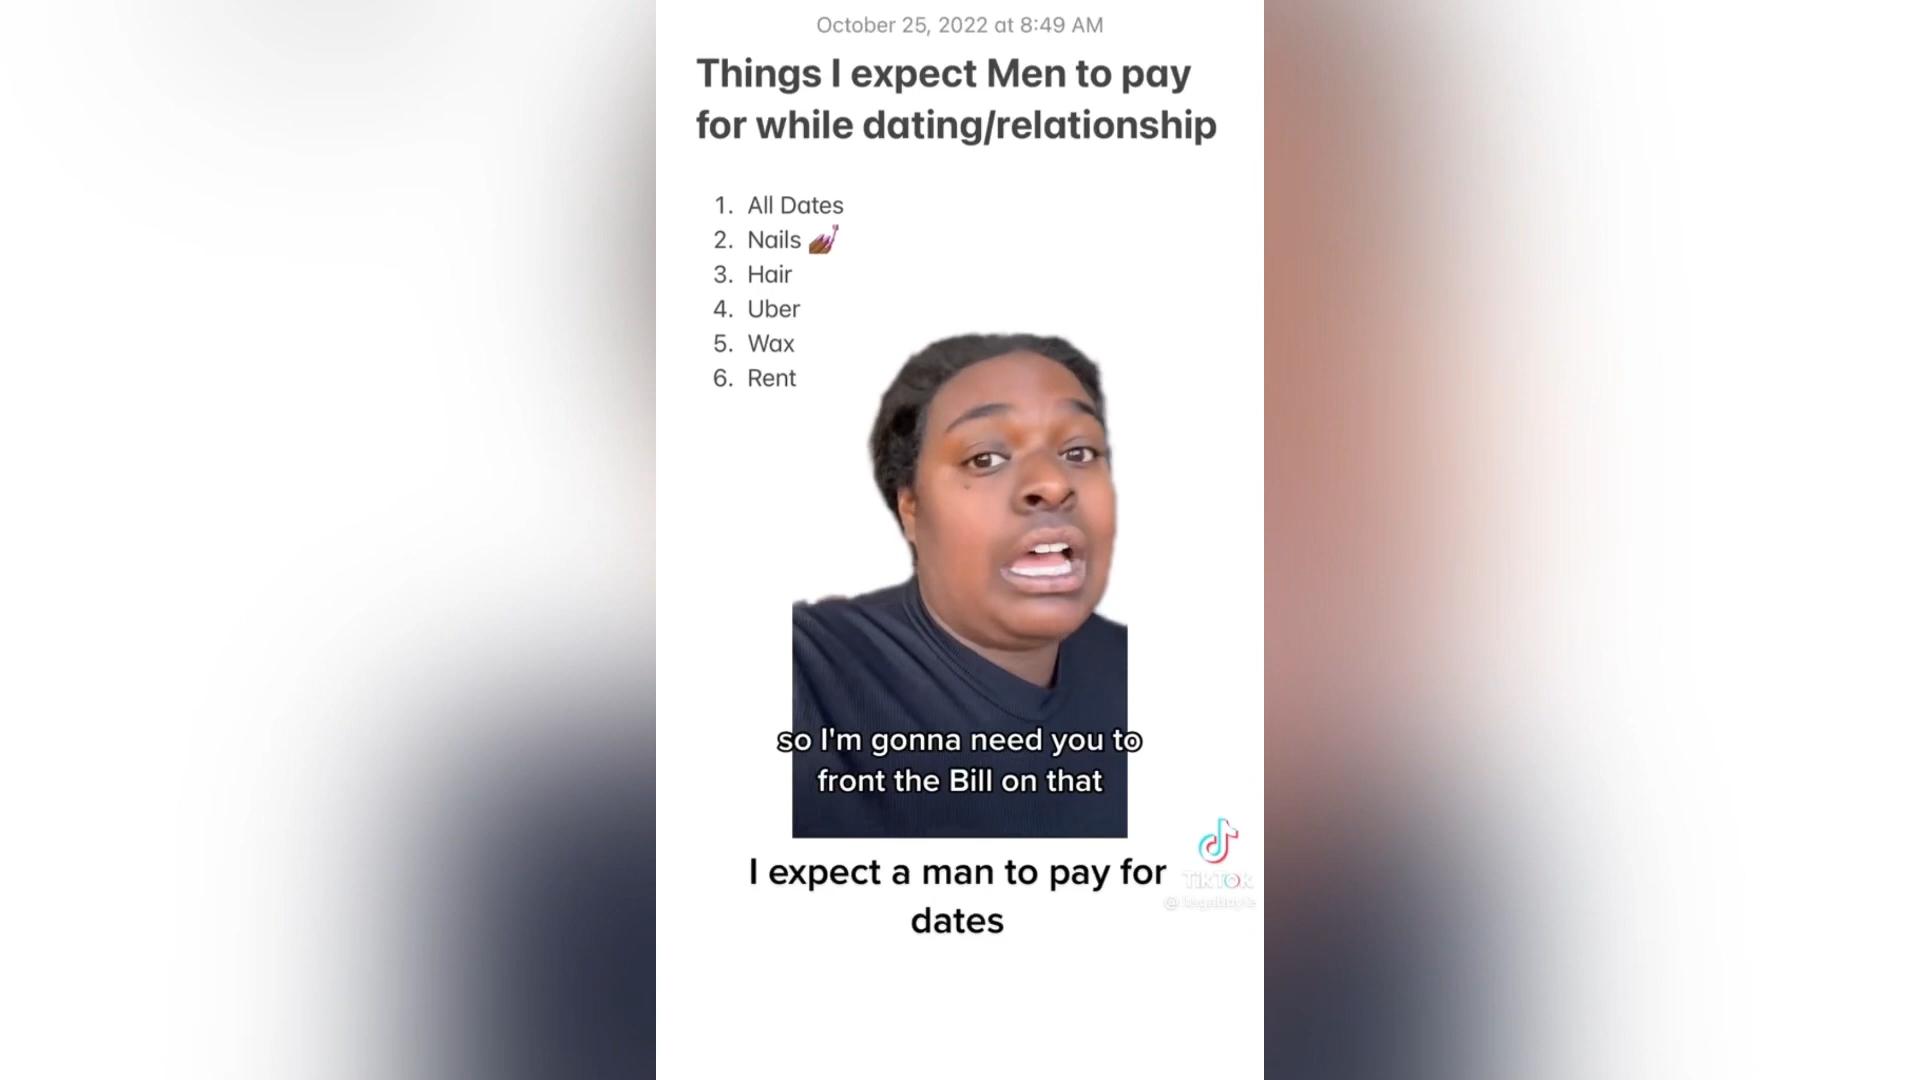 October 25, 2022 at 8:49 AM
Things I expect Men to pay
for while dating/relationship
1. All Dates
2. Nails 💅🏾
3. Hair
4. Uber
5. Wax
6. Rent
so I'm gonna need you to
front the Bill on that
I expect a man to pay for
dates
TikTok